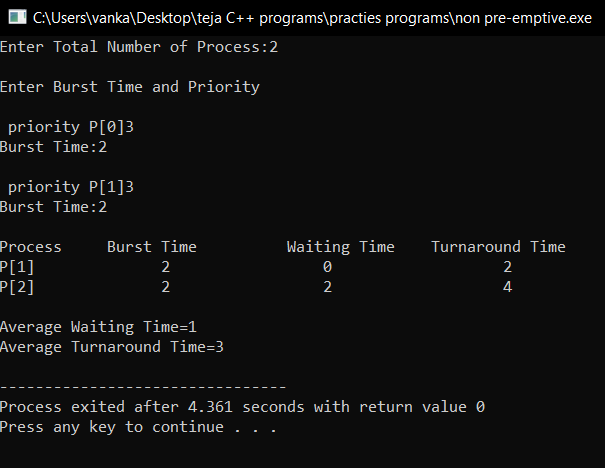 C:\Users\vanka\Desktop\teja C++ programs\practies programs\non pre-emptive.exe
Enter Total Number of Process:2
Enter Burst Time and Priority
priority P[0]3
Burst Time:2
priority P[1]3
Burst Time:2
Process Burst Time Waiting Time Turnaround Time
P[1] 2 0 2
P[2] 2 2 4
Average Waiting Time=1
Average Turnaround Time=3
--------------------------------
Process exited after 4.361 seconds with return value 0
Press any key to continue . . .